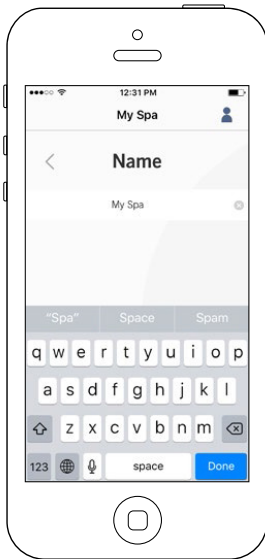 12:31 PM
My Spa
Name
My Spa
“Spa” Space Spam
q w e r t y u i o p
a s d f g h j k l
z x c v b n m
123 space Done